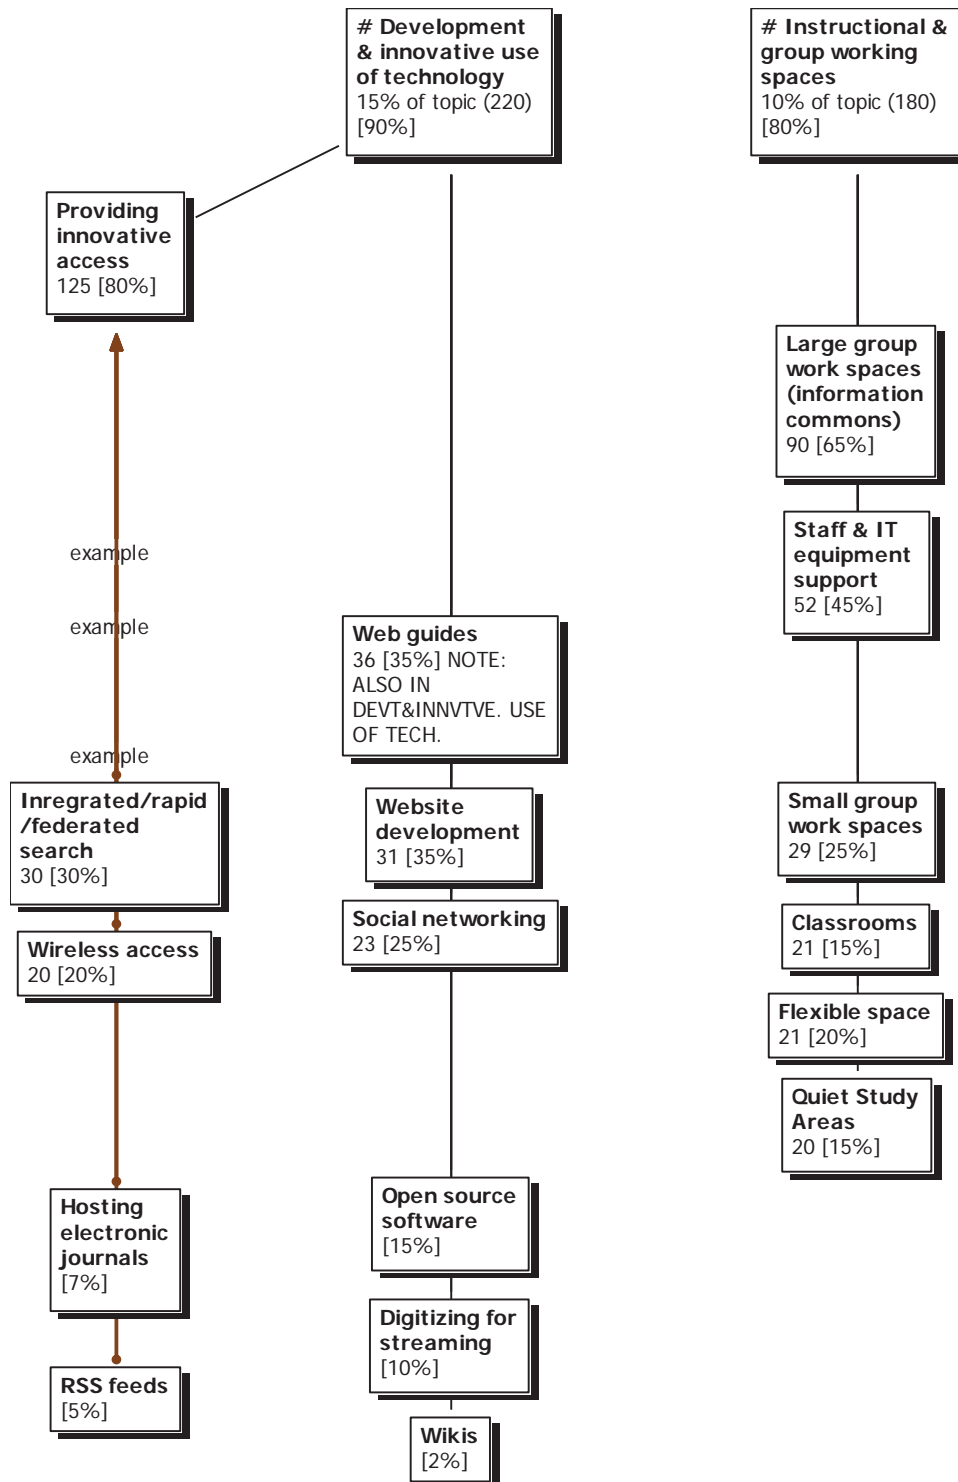 # Development
& innovative use
of technology
15% of topic (220)
[90%]
# Instructional &
group working
spaces
10% of topic (180)
[80%]
Providing
innovative
access
125 [80%]
Large group
work spaces
(information
commons)
90 [65%]
Staff & IT
equipment
support
52 [45%]
example
example
example
Web guides
36 [35%] NOTE:
ALSO IN
DEVT&INNVTVE. USE
OF TECH.
Inregrated/rapid
/federated
search
30 [30%]
Website
development
31 [35%]
Small group
work spaces
29 [25%]
Wireless access
20 [20%]
Social networking
23 [25%]
Classrooms
21 [15%]
Flexible space
21 [20%]
Quiet Study
Areas
20 [15%]
Hosting
electronic
journals
[7%]
Open source
software
[15%]
Digitizing for
streaming
[10%]
RSS feeds
[5%]
Wikis
[2%]